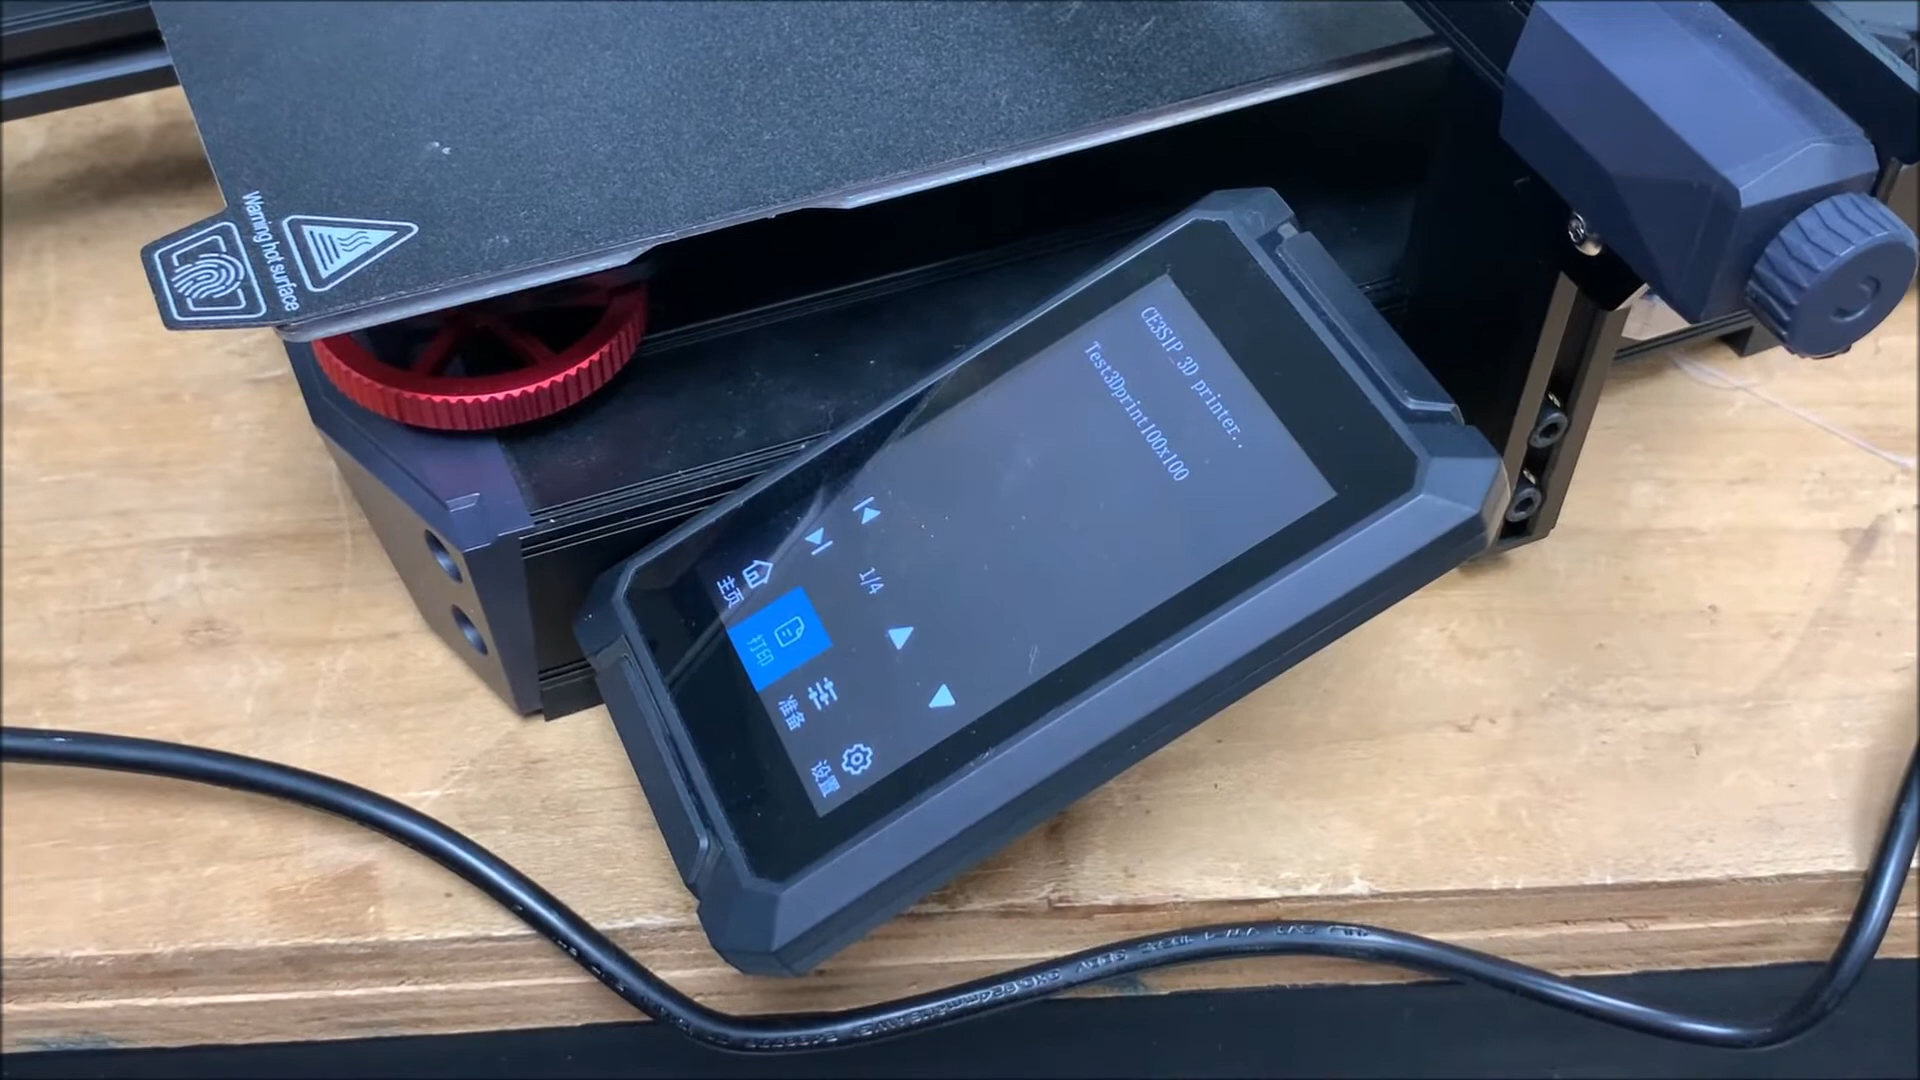 Warning hot surface
CE3S1P_3D printer..
Test3Dprint100x100
1/4
主页
打印
准备
设置